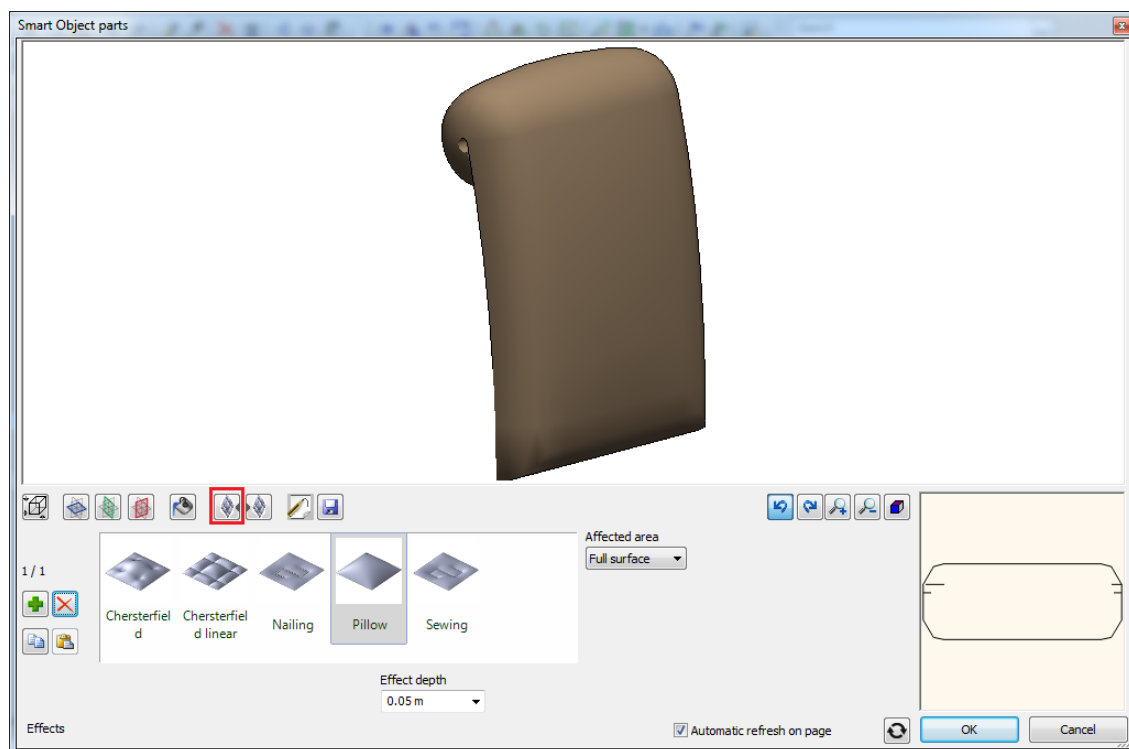 Smart Object parts
Affected area
Full surface
1 / 1
Chersterfiel
d
Chersterfiel
d linear
Nailing
Pillow
Sewing
Effect depth
0.05 m
Effects
Automatic refresh on page
OK
Cancel